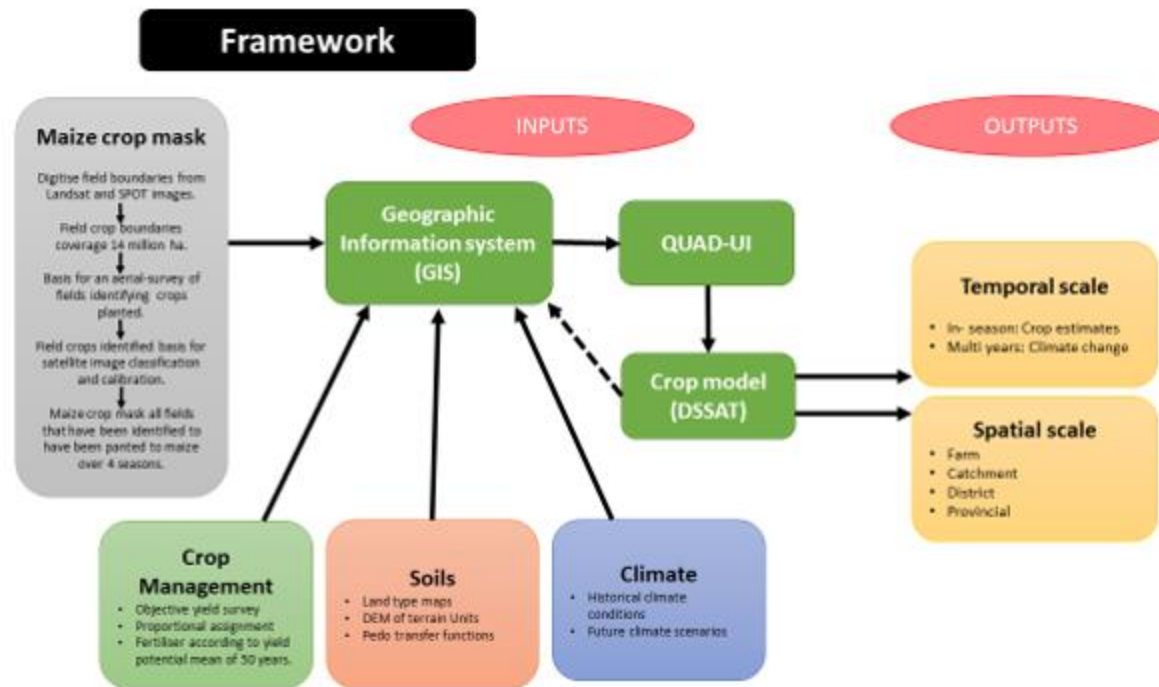 Framework
INPUTS
OUTPUTS
Maize crop mask
Digitise field boundaries from
Landsat and SPOT images.
Field crop boundaries
coverage 14 million ha.
Basis for an aerial-survey of
fields identifying crops
planted.
Field crops identified basis for
satellite image classification
and calibration.
Maize crop mask all fields
that have been identified to
have been panted to maize
over 4 seasons.
Geographic
Information system
(GIS)
QUAD-UI
Crop model
(DSSAT)
Temporal scale
• In- season: Crop estimates
• Multi years: Climate change
Spatial scale
• Farm
• Catchment
• District
• Provincial
Crop
Management
• Objective yield survey
• Proportional assignment
• Fertiliser according to yield
potential mean of 50 years.
Soils
• Land type maps
• DEM of terrain Units
• Pedo transfer functions
Climate
• Historical climate
conditions
• Future climate scenarios